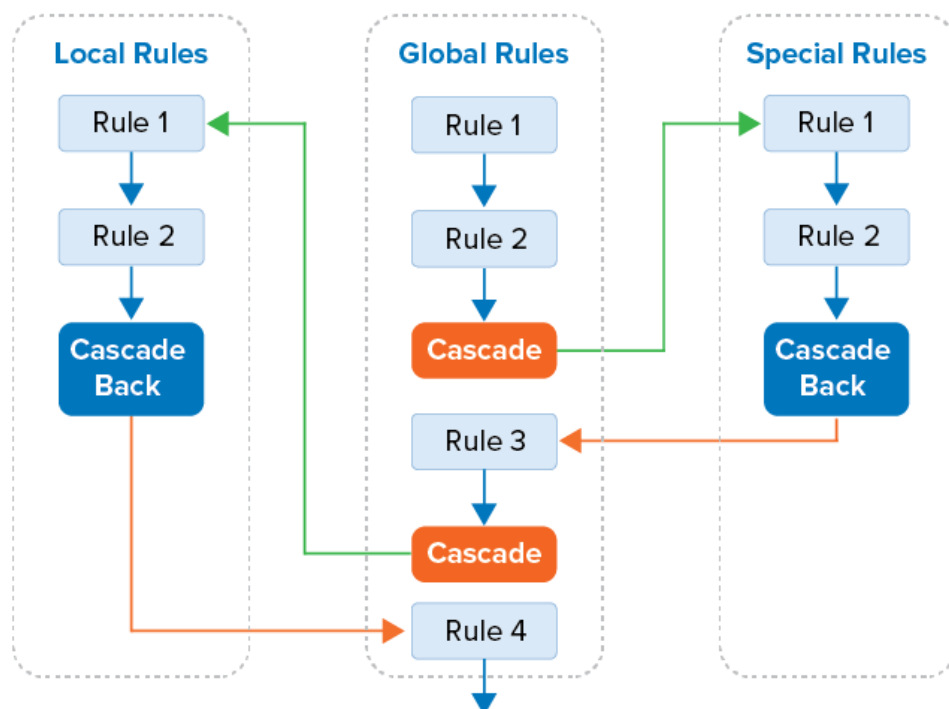 Local Rules
Rule 1
Rule 2
Cascade
Back
Global Rules
Rule 1
Rule 2
Cascade
Rule 3
Cascade
Rule 4
Special Rules
Rule 1
Rule 2
Cascade
Back